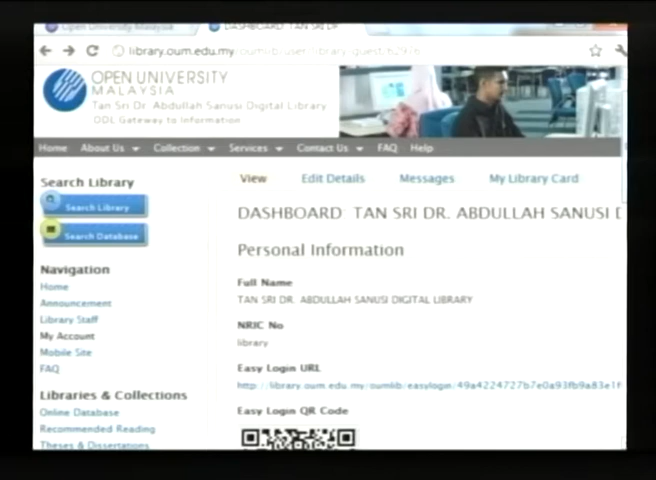 Open University Malaysia
DASHBOARD: TAN SRI DR
library.oum.edu.my/oumlib/user_library_guest/
OPEN UNIVERSITY
MALAYSIA
Tan Sri Dr. Abdullah Sanusi Digital Library
ODL Gateway to Information
Home About Us Collection Services Contact Us FAQ Help
Search Library
Search Library
Search Database
Navigation
Home
Announcement
Library Staff
My Account
Mobile Site
FAQ
Libraries & Collections
Online Database
Recommended Reading
Theses & Dissertations
View Edit Details Messages My Library Card
DASHBOARD: TAN SRI DR. ABDULLAH SANUSI D
Personal Information
Full Name
TAN SRI DR. ABDULLAH SANUSI DIGITAL LIBRARY
NRIC No
library
Easy Login URL
http://library.oum.edu.my/oumlib/easylogin/49a4224727b7e0a93fb9a83e1f
Easy Login QR Code